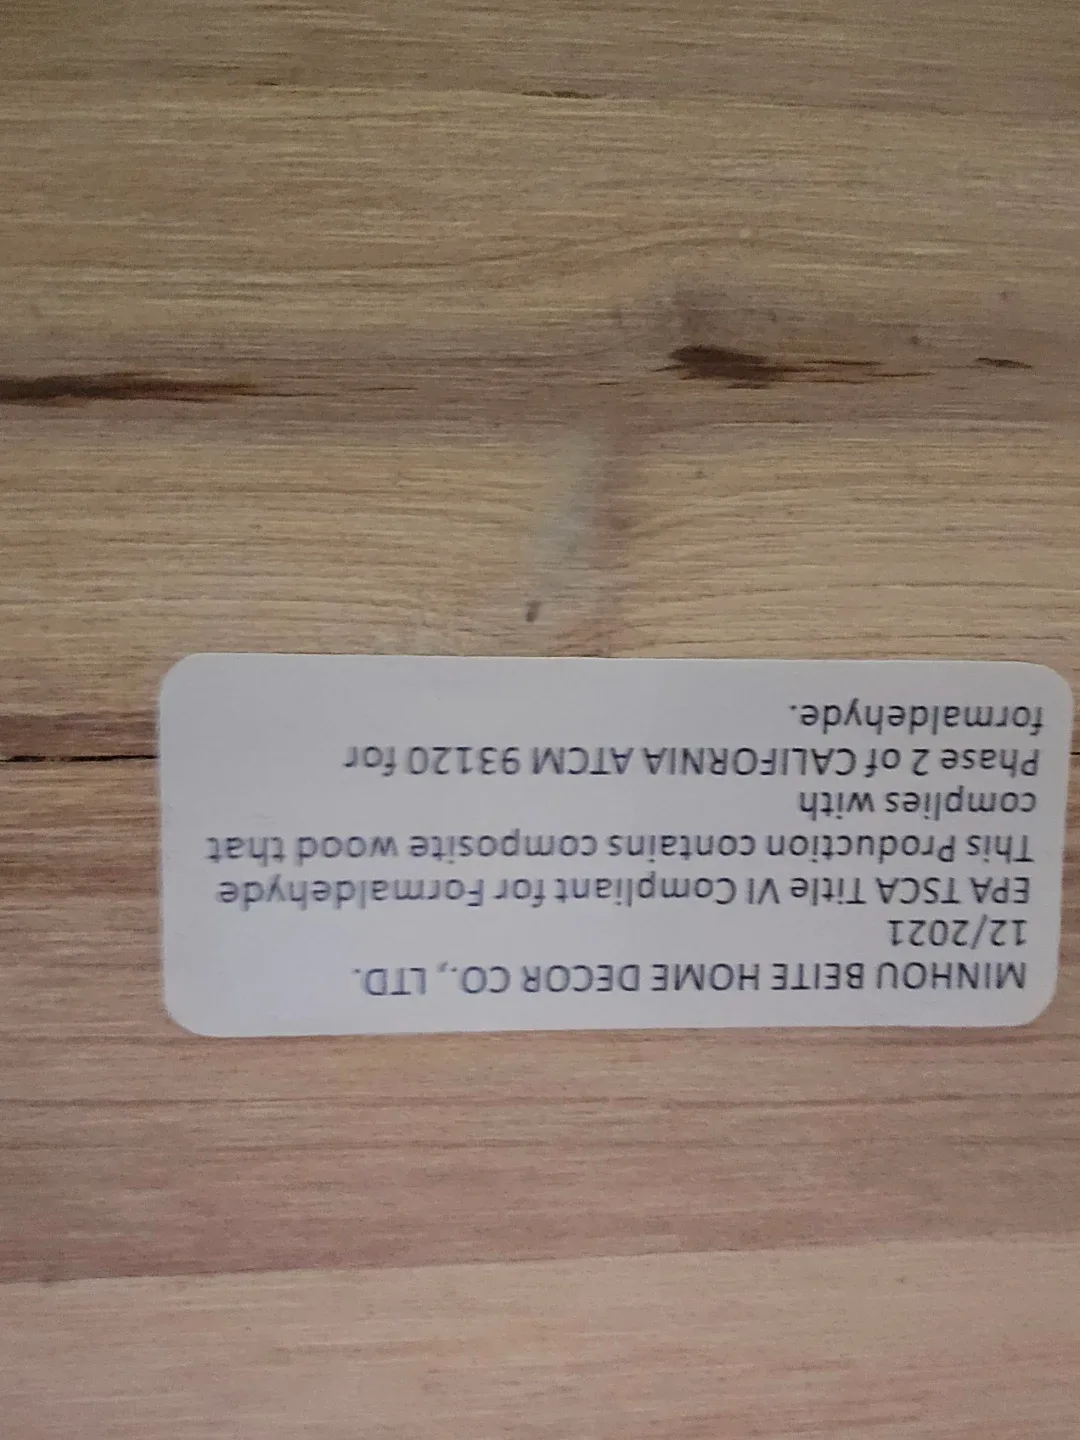 MINHOU BEITE HOME DECOR CO., LTD.
12/2021
EPA TSCA Title VI Compliant for Formaldehyde
This Production contains composite wood that
complies with
Phase 2 of CALIFORNIA ATCM 93120 for
formaldehyde.